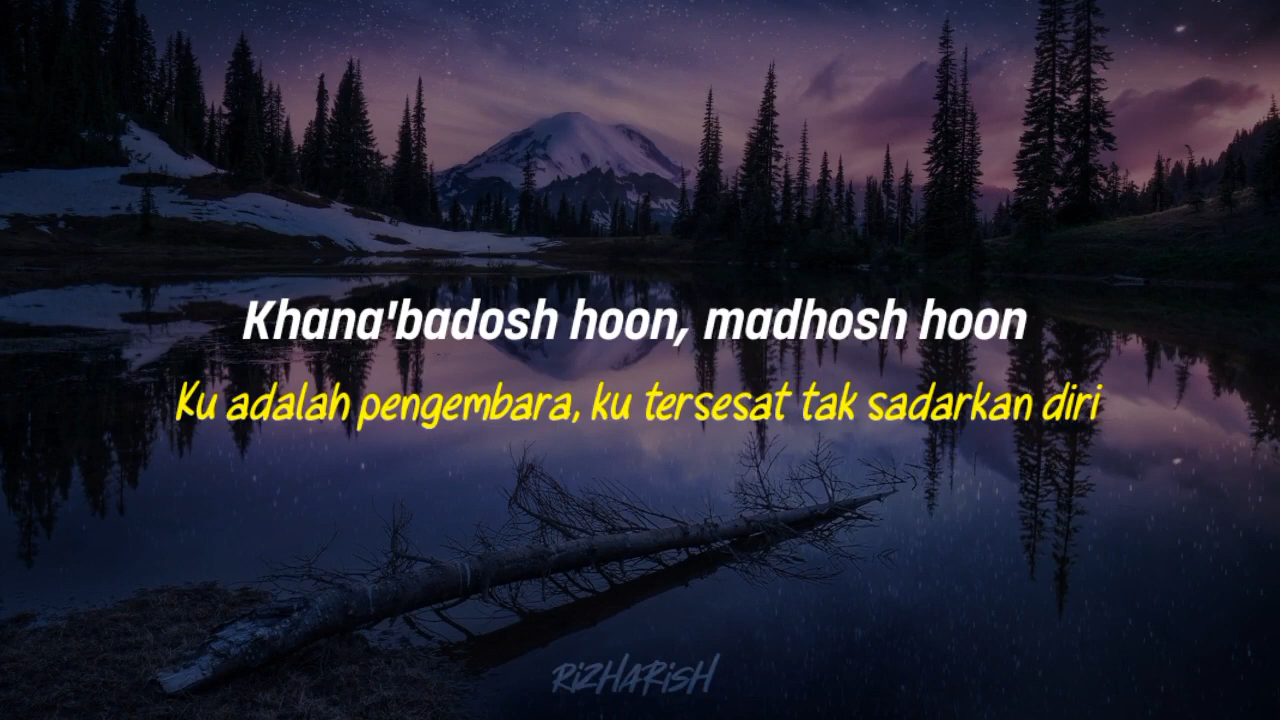 Khana'badosh hoon, madhosh hoon
Ku adalah pengembara, ku tersesat tak sadarkan diri
RIZHARISH